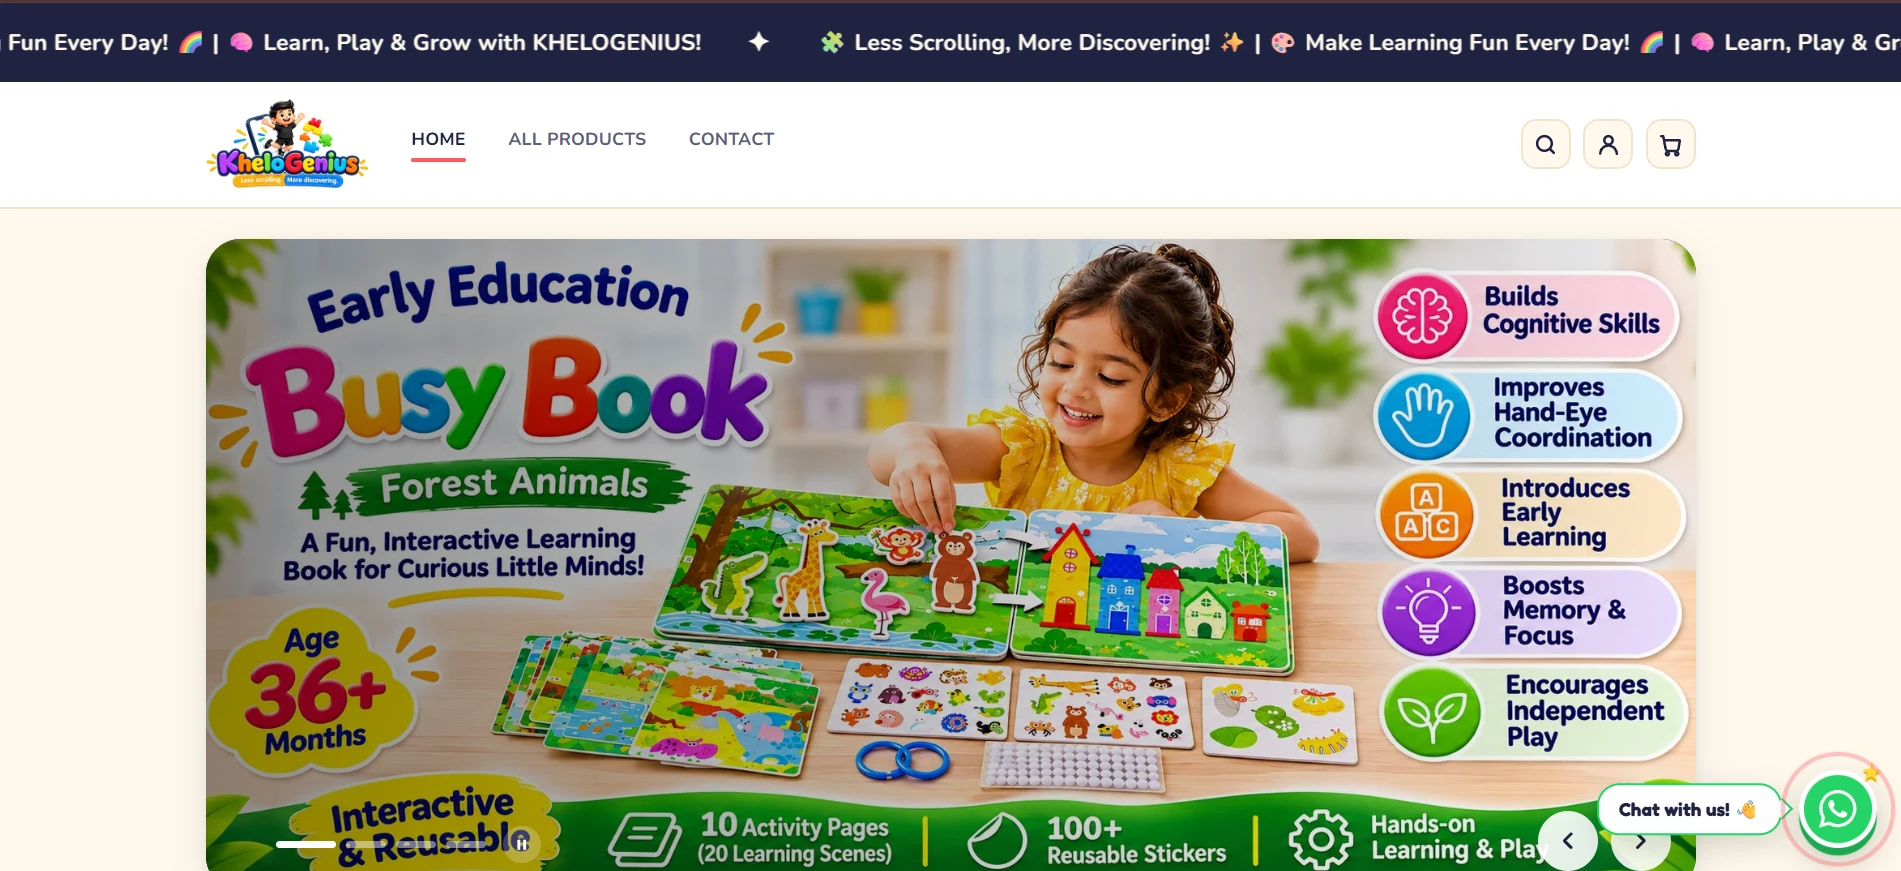 Fun Every Day! 🌈 | 🧠 Learn, Play & Grow with KHELOGENIUS! ✦ 🧩 Less Scrolling, More Discovering! ✨ | 🎨 Make Learning Fun Every Day! 🌈 | 🧠 Learn, Play & Gr
KheloGenius
Less scrolling. More discovering.
HOME ALL PRODUCTS CONTACT
Early Education
Busy Book
Forest Animals
A Fun, Interactive Learning
Book for Curious Little Minds!
Age
36+
Months
Interactive
& Reusable
Builds
Cognitive Skills
Improves
Hand-Eye
Coordination
A
A C
Introduces
Early
Learning
Boosts
Memory &
Focus
Encourages
Independent
Play
10 Activity Pages
(20 Learning Scenes)
100+
Reusable Stickers
Hands-on
Learning & Play
Chat with us! 👋